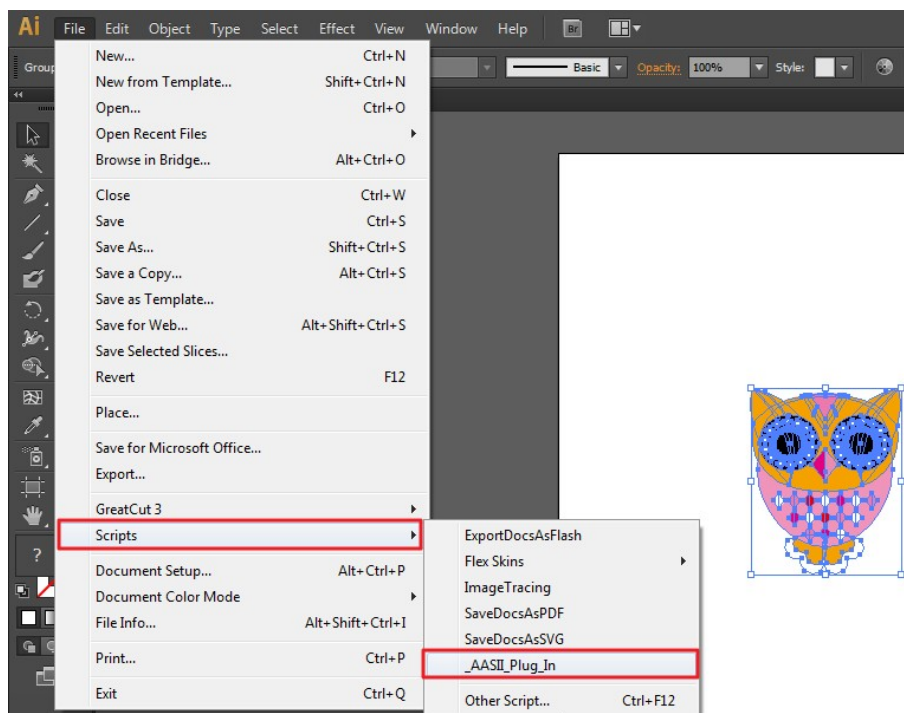 Ai File Edit Object Type Select Effect View Window Help Br
Group
Basic Opacity: 100% Style:
New... Ctrl+N
New from Template... Shift+Ctrl+N
Open... Ctrl+O
Open Recent Files
Browse in Bridge... Alt+Ctrl+O
Close Ctrl+W
Save Ctrl+S
Save As... Shift+Ctrl+S
Save a Copy... Alt+Ctrl+S
Save as Template...
Save for Web... Alt+Shift+Ctrl+S
Save Selected Slices...
Revert F12
Place...
Save for Microsoft Office...
Export...
GreatCut 3
Scripts
Document Setup... Alt+Ctrl+P
Document Color Mode
File Info... Alt+Shift+Ctrl+I
Print... Ctrl+P
Exit Ctrl+Q
ExportDocsAsFlash
Flex Skins
ImageTracing
SaveDocsAsPDF
SaveDocsAsSVG
_AASII_Plug_In
Other Script... Ctrl+F12
?